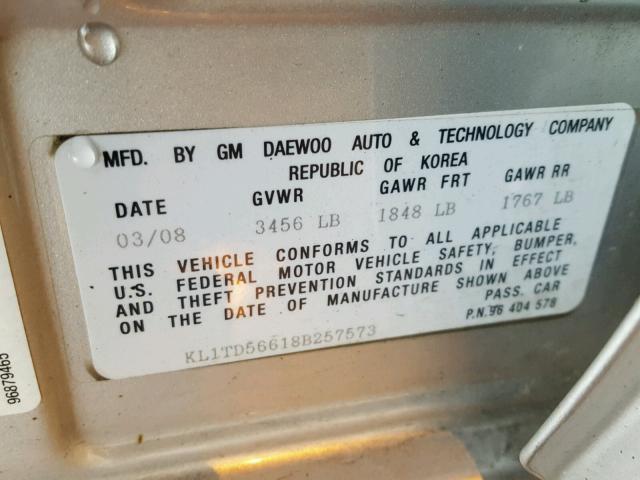 MFD. BY GM DAEWOO AUTO & TECHNOLOGY COMPANY
REPUBLIC OF KOREA
DATE GVWR GAWR FRT GAWR RR
03/08 3456 LB 1848 LB 1767 LB
THIS VEHICLE CONFORMS TO ALL APPLICABLE
U.S. FEDERAL MOTOR VEHICLE SAFETY, BUMPER,
AND THEFT PREVENTION STANDARDS IN EFFECT
ON THE DATE OF MANUFACTURE SHOWN ABOVE
PASS. CAR
P.N.96 404 578
KL1TD56618B257573
96879465